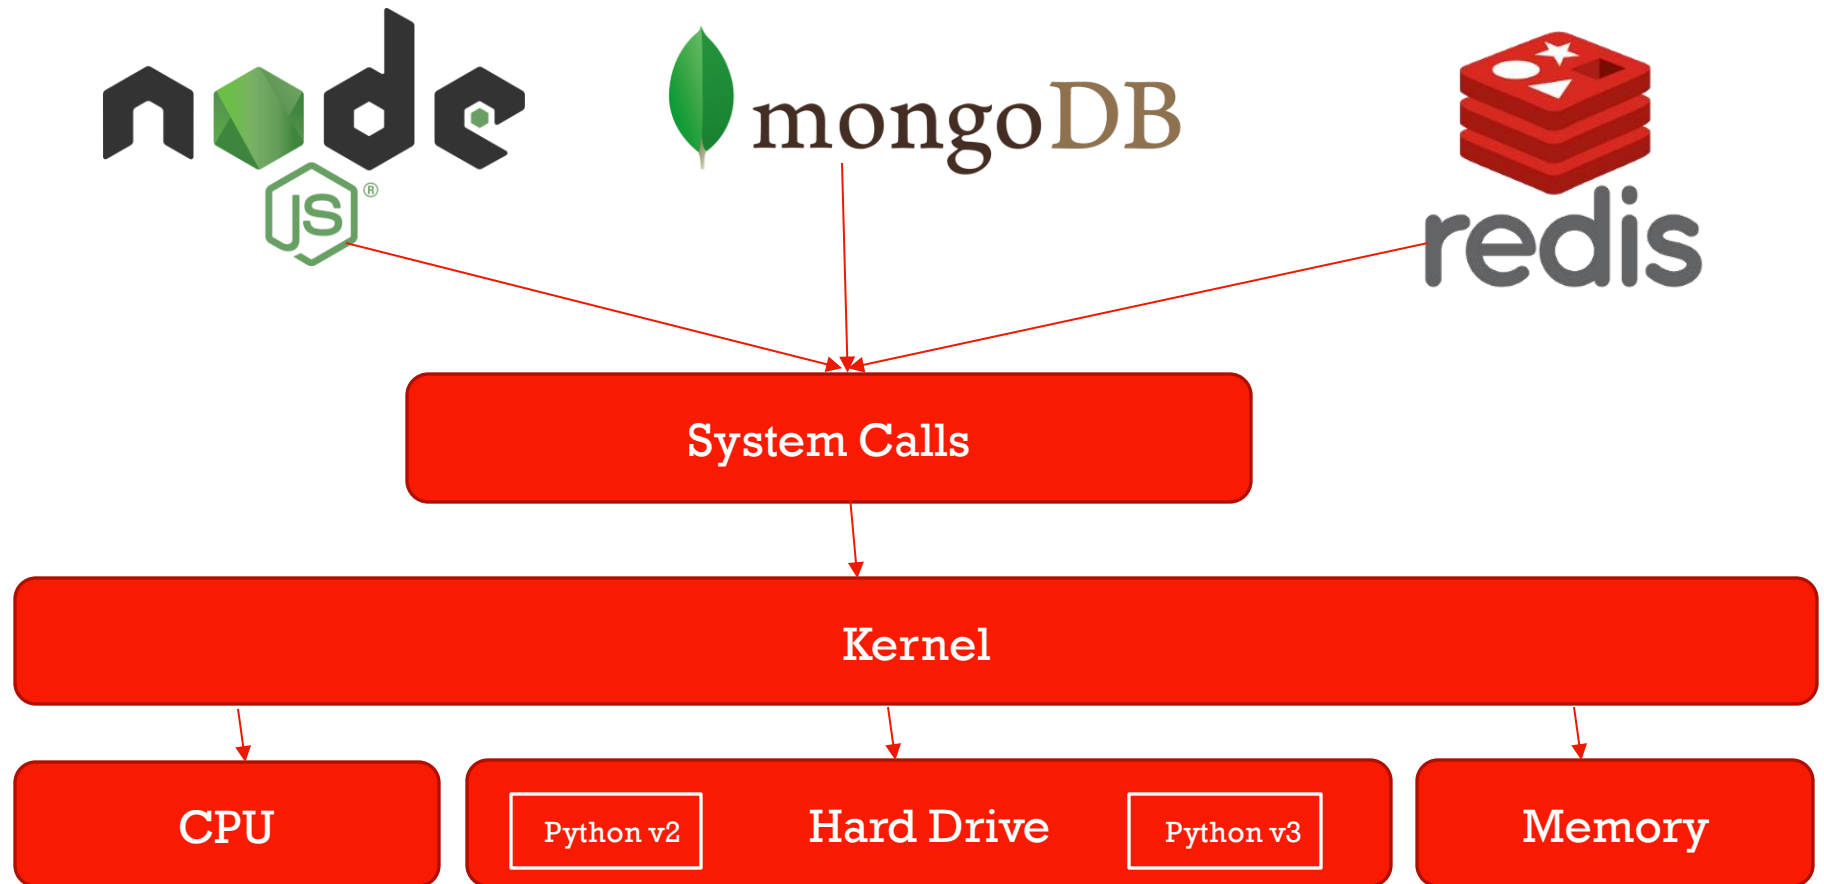 node
JS ®
mongoDB
redis
System Calls
Kernel
CPU
Python v2
Hard Drive
Python v3
Memory